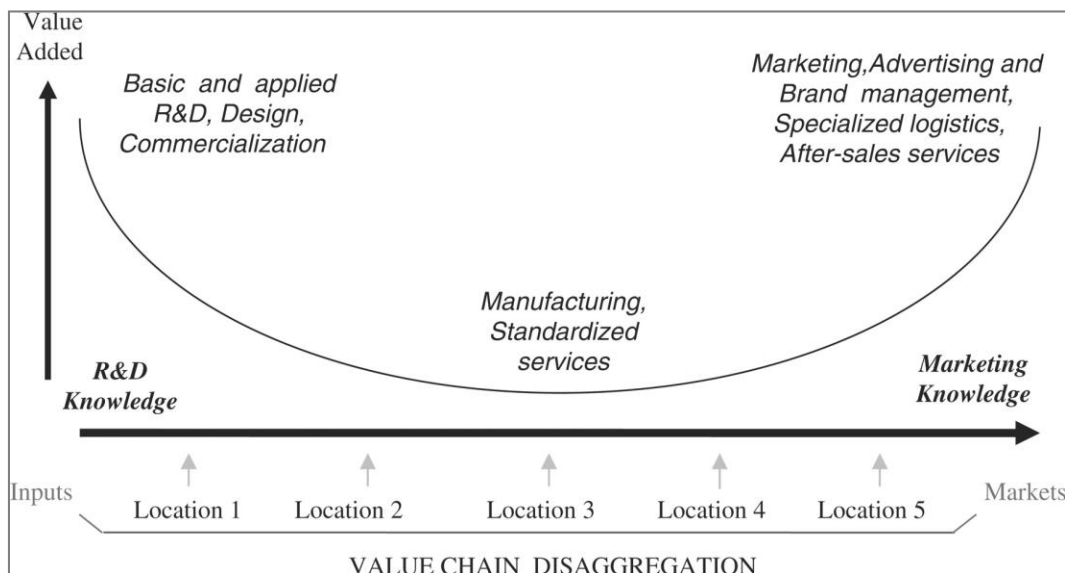 Value
Added
Basic and applied
R&D, Design,
Commercialization
Marketing,Advertising and
Brand management,
Specialized logistics,
After-sales services
Manufacturing,
Standardized
services
R&D
Knowledge
Marketing
Knowledge
Inputs
Location 1 Location 2 Location 3 Location 4 Location 5
Markets
VALUE CHAIN DISAGGREGATION